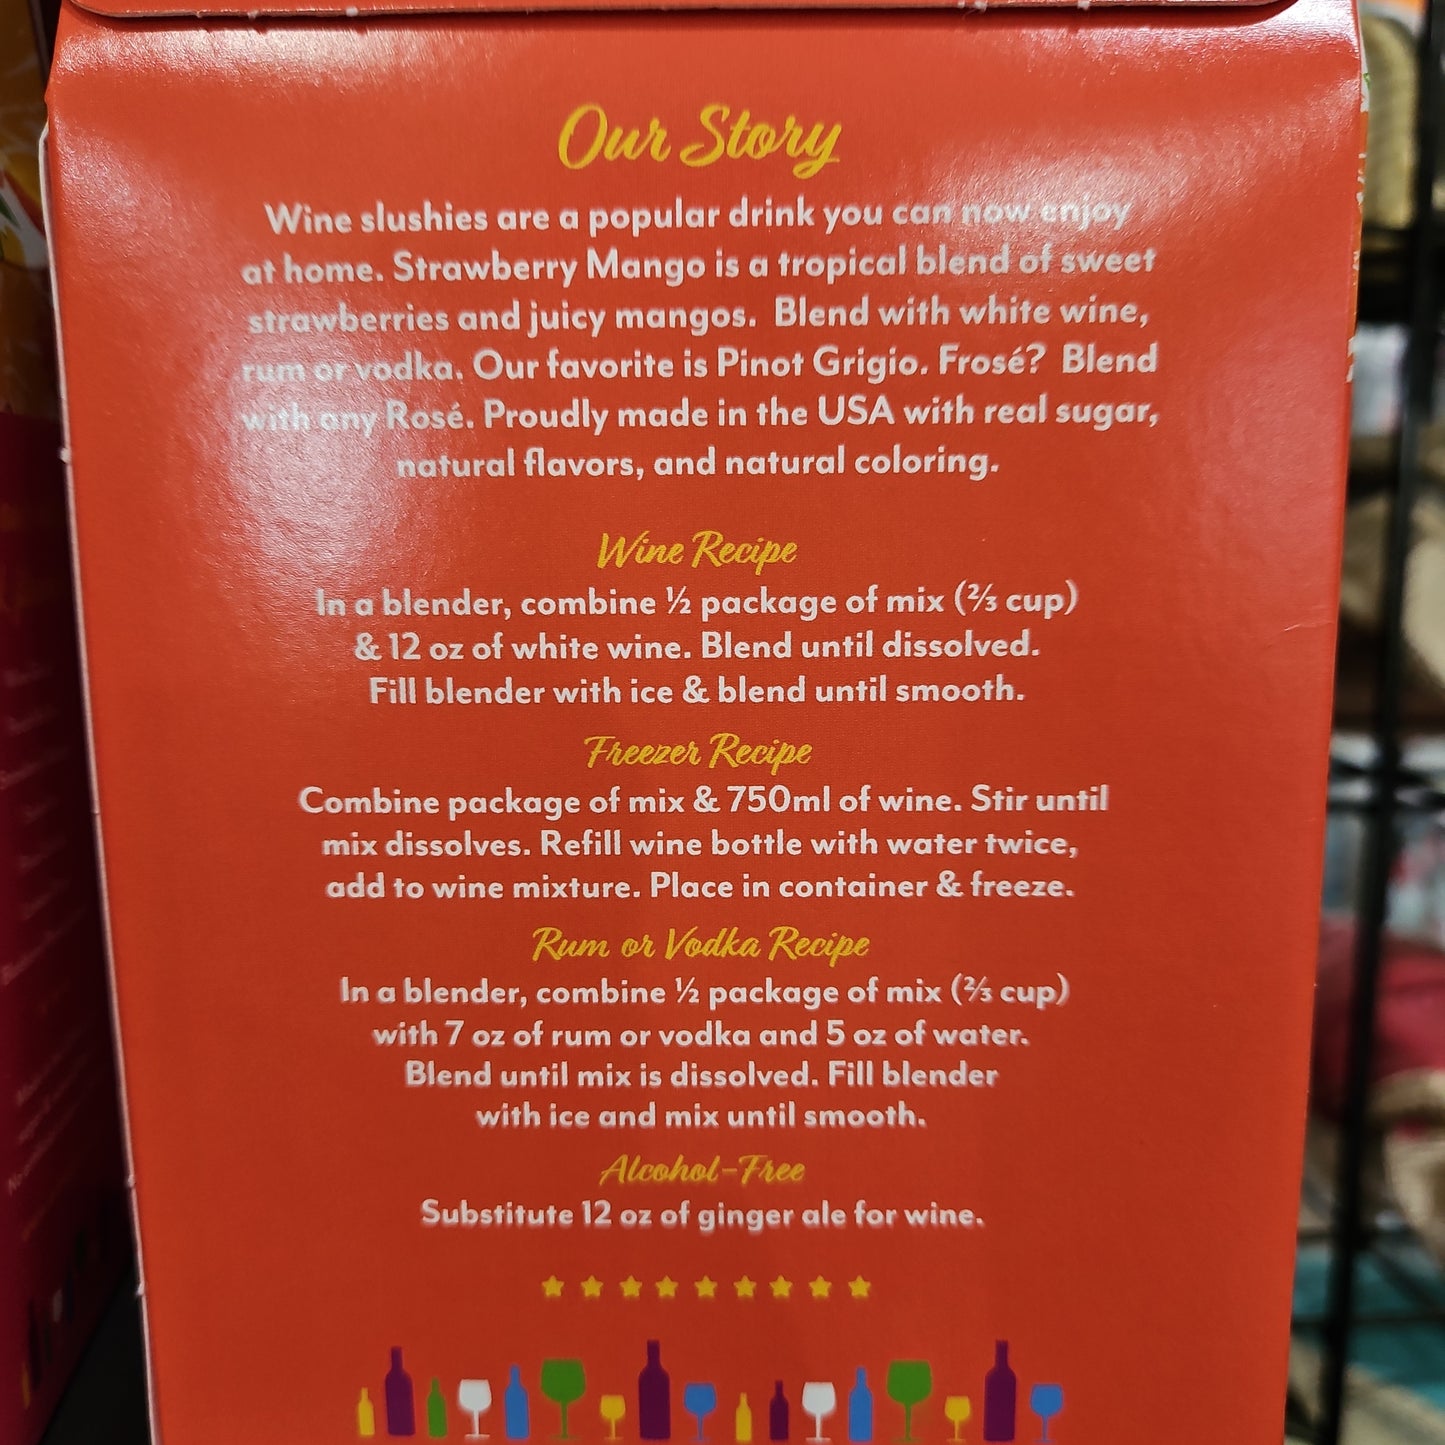 Our Story
Wine slushies are a popular drink you can now enjoy
at home. Strawberry Mango is a tropical blend of sweet
strawberries and juicy mangos. Blend with white wine,
rum or vodka. Our favorite is Pinot Grigio. Frosé? Blend
with any Rosé. Proudly made in the USA with real sugar,
natural flavors, and natural coloring.
Wine Recipe
In a blender, combine ½ package of mix (⅔ cup)
& 12 oz of white wine. Blend until dissolved.
Fill blender with ice & blend until smooth.
Freezer Recipe
Combine package of mix & 750ml of wine. Stir until
mix dissolves. Refill wine bottle with water twice,
add to wine mixture. Place in container & freeze.
Rum or Vodka Recipe
In a blender, combine ½ package of mix (⅔ cup)
with 7 oz of rum or vodka and 5 oz of water.
Blend until mix is dissolved. Fill blender
with ice and mix until smooth.
Alcohol-Free
Substitute 12 oz of ginger ale for wine.